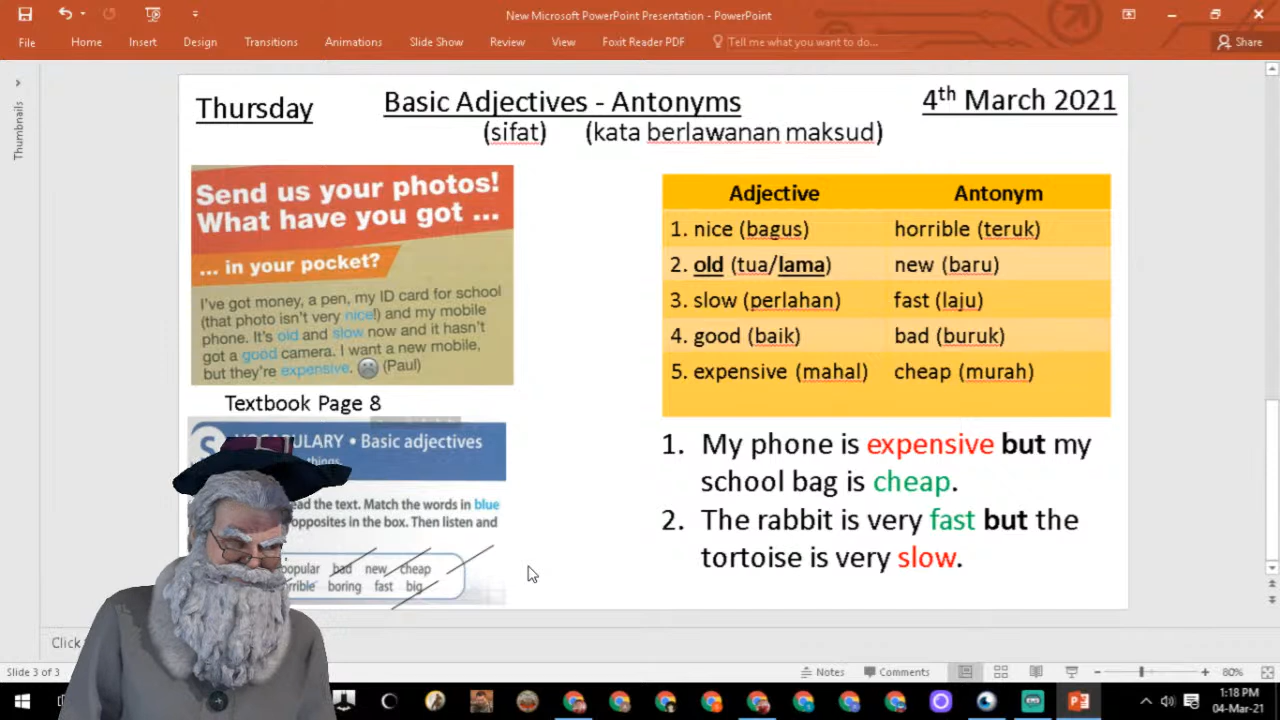 New Microsoft PowerPoint Presentation - PowerPoint
File Home Insert Design Transitions Animations Slide Show Review View Foxit Reader PDF Tell me what you want to do... Share
Thumbnails
Thursday Basic Adjectives - Antonyms 4th March 2021
(sifat) (kata berlawanan maksud)
Send us your photos!
What have you got ...
... in your pocket?
I've got money, a pen, my ID card for school
(that photo isn't very nice!) and my mobile
phone. It's old and slow now and it hasn't
got a good camera. I want a new mobile,
but they're expensive. (Paul)
Textbook Page 8
VOCABULARY • Basic adjectives
things.
read the text. Match the words in blue
opposites in the box. Then listen and
popular bad new cheap
horrible boring fast big
Adjective Antonym
1. nice (bagus) horrible (teruk)
2. old (tua/lama) new (baru)
3. slow (perlahan) fast (laju)
4. good (baik) bad (buruk)
5. expensive (mahal) cheap (murah)
1. My phone is expensive but my
school bag is cheap.
2. The rabbit is very fast but the
tortoise is very slow.
Click
Slide 3 of 3 Notes Comments 80%
1:18 PM
04-Mar-21